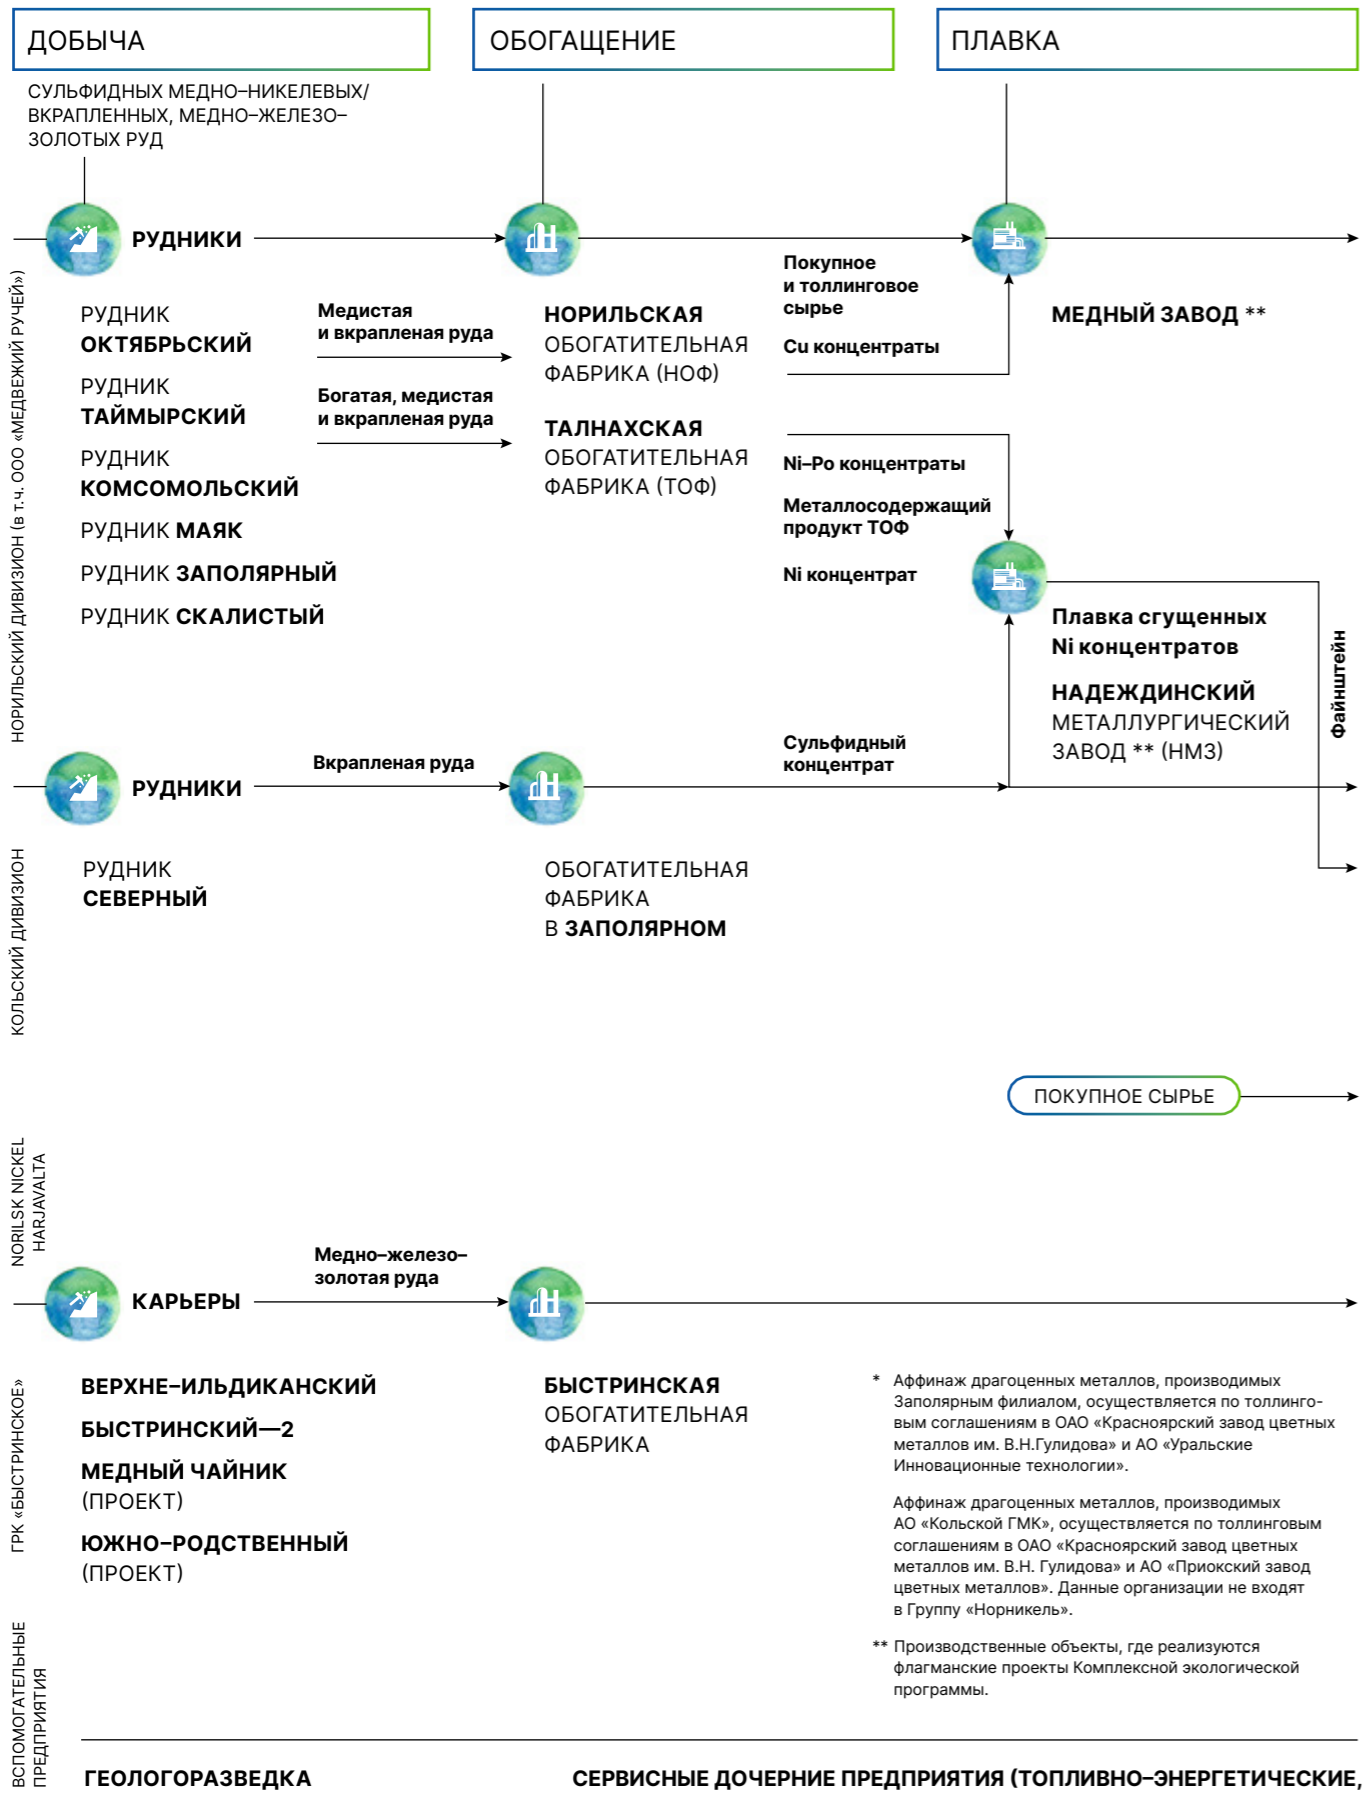 ДОБЫЧА
ОБОГАЩЕНИЕ
ПЛАВКА
СУЛЬФИДНЫХ МЕДНО–НИКЕЛЕВЫХ/
ВКРАПЛЕННЫХ, МЕДНО–ЖЕЛЕЗО–
ЗОЛОТЫХ РУД
НОРИЛЬСКИЙ ДИВИЗИОН (в т.ч. ООО «МЕДВЕЖИЙ РУЧЕЙ»)
РУДНИКИ
РУДНИК
ОКТЯБРЬСКИЙ
РУДНИК
ТАЙМЫРСКИЙ
РУДНИК
КОМСОМОЛЬСКИЙ
РУДНИК МАЯК
РУДНИК ЗАПОЛЯРНЫЙ
РУДНИК СКАЛИСТЫЙ
Медистая
и вкрапленая руда
Богатая, медистая
и вкрапленая руда
НОРИЛЬСКАЯ
ОБОГАТИТЕЛЬНАЯ
ФАБРИКА (НОФ)
ТАЛНАХСКАЯ
ОБОГАТИТЕЛЬНАЯ
ФАБРИКА (ТОФ)
Покупное
и толлинговое
сырье
Cu концентраты
Ni–Po концентраты
Металлосодержащий
продукт ТОФ
Ni концентрат
МЕДНЫЙ ЗАВОД **
Плавка сгущенных
Ni концентратов
НАДЕЖДИНСКИЙ
МЕТАЛЛУРГИЧЕСКИЙ
ЗАВОД ** (НМЗ)
Файнштейн
КОЛЬСКИЙ ДИВИЗИОН
РУДНИКИ
Вкрапленая руда
Сульфидный
концентрат
РУДНИК
СЕВЕРНЫЙ
ОБОГАТИТЕЛЬНАЯ
ФАБРИКА
В ЗАПОЛЯРНОМ
NORILSK NICKEL
HARJAVALTA
ПОКУПНОЕ СЫРЬЕ
ГРК «БЫСТРИНСКОЕ»
КАРЬЕРЫ
Медно–железо–
золотая руда
ВЕРХНЕ–ИЛЬДИКАНСКИЙ
БЫСТРИНСКИЙ—2
МЕДНЫЙ ЧАЙНИК
(ПРОЕКТ)
ЮЖНО–РОДСТВЕННЫЙ
(ПРОЕКТ)
БЫСТРИНСКАЯ
ОБОГАТИТЕЛЬНАЯ
ФАБРИКА
* Аффинаж драгоценных металлов, производимых
Заполярным филиалом, осуществляется по толлинго-
вым соглашениям в ОАО «Красноярский завод цветных
металлов им. В.Н.Гулидова» и АО «Уральские
Инновационные технологии».
Аффинаж драгоценных металлов, производимых
АО «Кольской ГМК», осуществляется по толлинговым
соглашениям в ОАО «Красноярский завод цветных
металлов им. В.Н. Гулидова» и АО «Приокский завод
цветных металлов». Данные организации не входят
в Группу «Норникель».
** Производственные объекты, где реализуются
флагманские проекты Комплексной экологической
программы.
ВСПОМОГАТЕЛЬНЫЕ
ПРЕДПРИЯТИЯ
ГЕОЛОГОРАЗВЕДКА
СЕРВИСНЫЕ ДОЧЕРНИЕ ПРЕДПРИЯТИЯ (ТОПЛИВНО–ЭНЕРГЕТИЧЕСКИЕ,